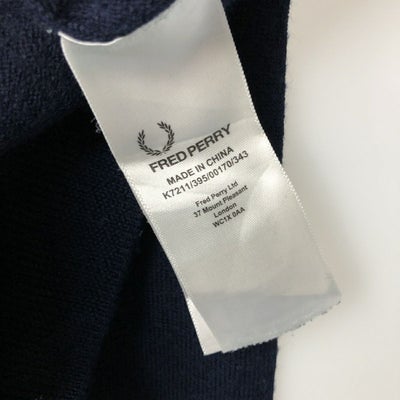 FRED PERRY
MADE IN CHINA
K7211/395/00170/343
Fred Perry Ltd
37 Mount Pleasant
London
WC1X 0AA